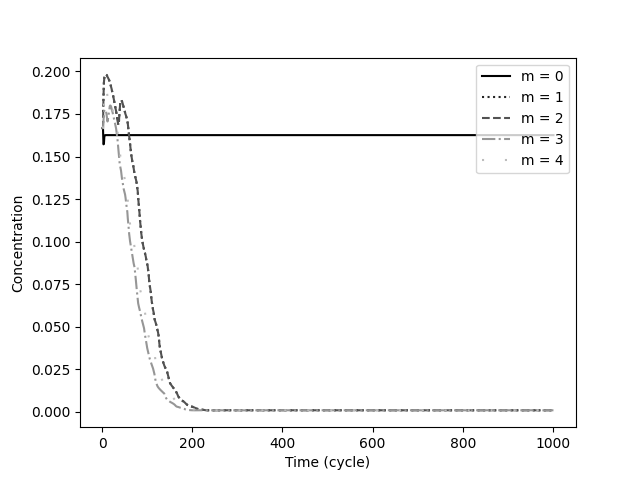 0.200
0.175
0.150
0.125
0.100
0.075
0.050
0.025
0.000
Concentration
0 200 400 600 800 1000
Time (cycle)
m = 0
m = 1
m = 2
m = 3
m = 4